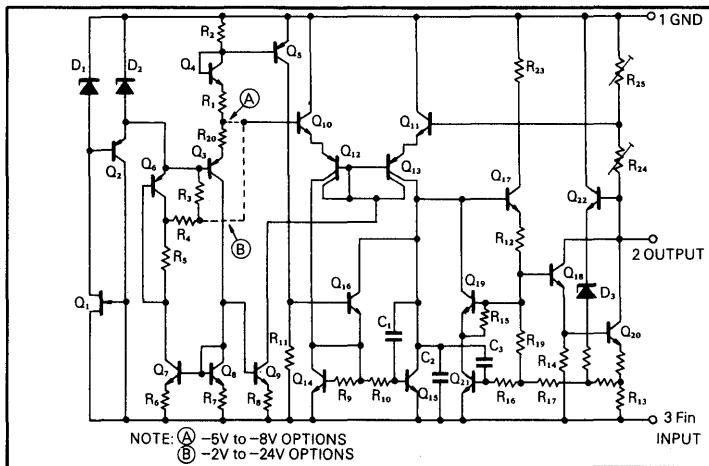 1 GND
R2
Q5
D1
D2
Q4
R23
R25
R1
A
Q10
Q11
R20
Q2
Q3
Q12
Q13
R24
Q6
R3
Q17
Q22
R4
B
R12
2 OUTPUT
R5
Q18
Q16
Q19
D3
Q1
R15
Q20
C1
R11
R19
R14
C2
C3
Q7
Q8
Q9
Q14
R9
R10
Q15
Q21
R16
R17
R13
R6
R7
R8
3 Fin
INPUT
NOTE: A -5V to -8V OPTIONS
B -2V to -24V OPTIONS